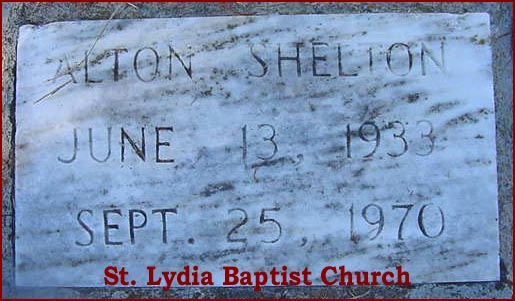 ALTON SHELTON
JUNE 13, 1933
SEPT. 25, 1970
St. Lydia Baptist Church